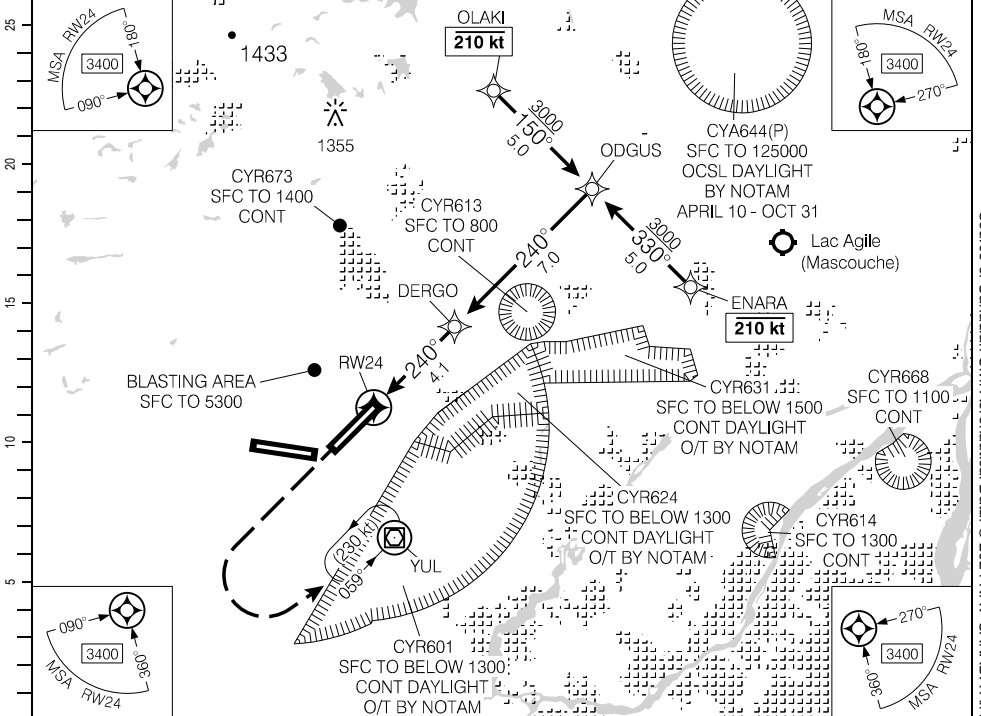 25
20
15
10
5
MSA RW24
180°
3400
090°
1433
1355
OLAKI
210 kt
3000
150°
5.0
ODGUS
CYA644(P)
SFC TO 125000
OCSL DAYLIGHT
BY NOTAM
APRIL 10 - OCT 31
MSA RW24
180°
3400
270°
CYR673
SFC TO 1400
CONT
CYR613
SFC TO 800
CONT
240°
7.0
3000
330°
5.0
Lac Agile
(Mascouche)
DERGO
ENARA
210 kt
RW24
240°
4.1
BLASTING AREA
SFC TO 5300
CYR631
SFC TO BELOW 1500
CONT DAYLIGHT
O/T BY NOTAM
CYR668
SFC TO 1100
CONT
CYR624
SFC TO BELOW 1300
CONT DAYLIGHT
O/T BY NOTAM
CYR614
SFC TO 1300
CONT
(230 kt)
059°
YUL
CYR601
SFC TO BELOW 1300
CONT DAYLIGHT
O/T BY NOTAM
090°
3400
360°
MSA RW24
270°
3400
360°
MSA RW24